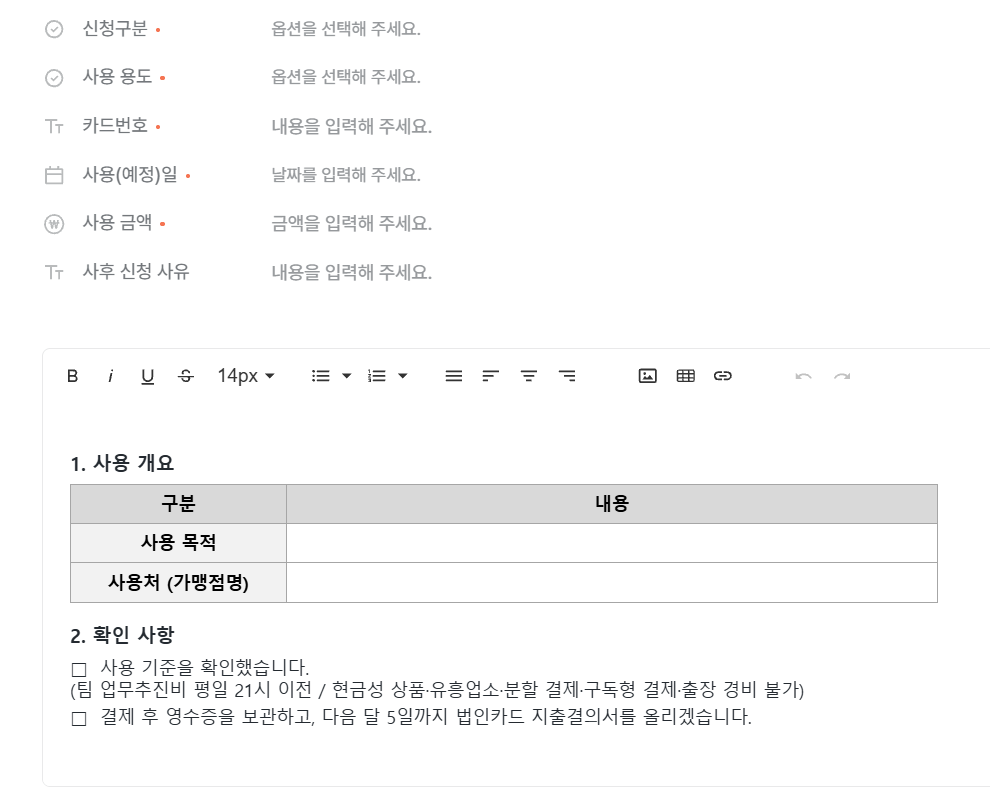 신청구분 • 옵션을 선택해 주세요.
사용 용도 • 옵션을 선택해 주세요.
카드번호 • 내용을 입력해 주세요.
사용(예정)일 • 날짜를 입력해 주세요.
사용 금액 • 금액을 입력해 주세요.
사후 신청 사유 내용을 입력해 주세요.
B i U S 14px
1. 사용 개요
구분 내용
사용 목적
사용처 (가맹점명)
2. 확인 사항
□ 사용 기준을 확인했습니다.
(팀 업무추진비 평일 21시 이전 / 현금성 상품·유흥업소·분할 결제·구독형 결제·출장 경비 불가)
□ 결제 후 영수증을 보관하고, 다음 달 5일까지 법인카드 지출결의서를 올리겠습니다.